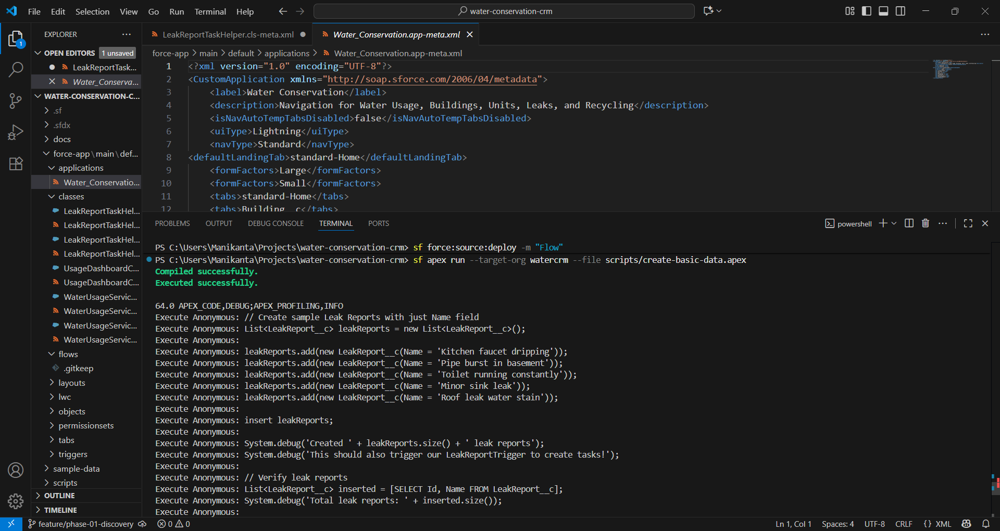 File Edit Selection View Go Run Terminal Help
water-conservation-crm
EXPLORER
OPEN EDITORS 1 unsaved
LeakReportTask...
Water_Conserva...
WATER-CONSERVATION-C...
.sf
.sfdx
docs
force-app\main\def...
applications
Water_Conservatio...
classes
LeakReportTaskHel...
LeakReportTaskHel...
LeakReportTaskHel...
LeakReportTaskHel...
UsageDashboardC...
UsageDashboardC...
WaterUsageServic...
WaterUsageServic...
WaterUsageServic...
WaterUsageServic...
flows
.gitkeep
layouts
lwc
objects
permissionsets
tabs
triggers
sample-data
scripts
OUTLINE
TIMELINE
1
LeakReportTaskHelper.cls-meta.xml
Water_Conservation.app-meta.xml
force-app > main > default > applications > Water_Conservation.app-meta.xml
1 <?xml version="1.0" encoding="UTF-8"?>
2 <CustomApplication xmlns="http://soap.sforce.com/2006/04/metadata">
3 <label>Water Conservation</label>
4 <description>Navigation for Water Usage, Buildings, Units, Leaks, and Recycling</description>
5 <isNavAutoTempTabsDisabled>false</isNavAutoTempTabsDisabled>
6 <uiType>Lightning</uiType>
7 <navType>Standard</navType>
8 <defaultLandingTab>standard-Home</defaultLandingTab>
9 <formFactors>Large</formFactors>
10 <formFactors>Small</formFactors>
11 <tabs>standard-Home</tabs>
12 <tabs>Building__c</tabs>
PROBLEMS OUTPUT DEBUG CONSOLE TERMINAL PORTS
powershell
PS C:\Users\Manikanta\Projects\water-conservation-crm> sf force:source:deploy -m "Flow"
PS C:\Users\Manikanta\Projects\water-conservation-crm> sf apex run --target-org watercrm --file scripts/create-basic-data.apex
Compiled successfully.
Executed successfully.
64.0 APEX_CODE,DEBUG;APEX_PROFILING,INFO
Execute Anonymous: // Create sample Leak Reports with just Name field
Execute Anonymous: List<LeakReport__c> leakReports = new List<LeakReport__c>();
Execute Anonymous:
Execute Anonymous: leakReports.add(new LeakReport__c(Name = 'Kitchen faucet dripping'));
Execute Anonymous: leakReports.add(new LeakReport__c(Name = 'Pipe burst in basement'));
Execute Anonymous: leakReports.add(new LeakReport__c(Name = 'Toilet running constantly'));
Execute Anonymous: leakReports.add(new LeakReport__c(Name = 'Minor sink leak'));
Execute Anonymous: leakReports.add(new LeakReport__c(Name = 'Roof leak water stain'));
Execute Anonymous:
Execute Anonymous: insert leakReports;
Execute Anonymous:
Execute Anonymous: System.debug('Created ' + leakReports.size() + ' leak reports');
Execute Anonymous: System.debug('This should also trigger our LeakReportTrigger to create tasks!');
Execute Anonymous:
Execute Anonymous: // Verify leak reports
Execute Anonymous: List<LeakReport__c> inserted = [SELECT Id, Name FROM LeakReport__c];
Execute Anonymous: System.debug('Total leak reports: ' + inserted.size());
Execute Anonymous:
feature/phase-01-discovery 0 0
Ln 1, Col 1 Spaces: 4 UTF-8 CRLF {} XML